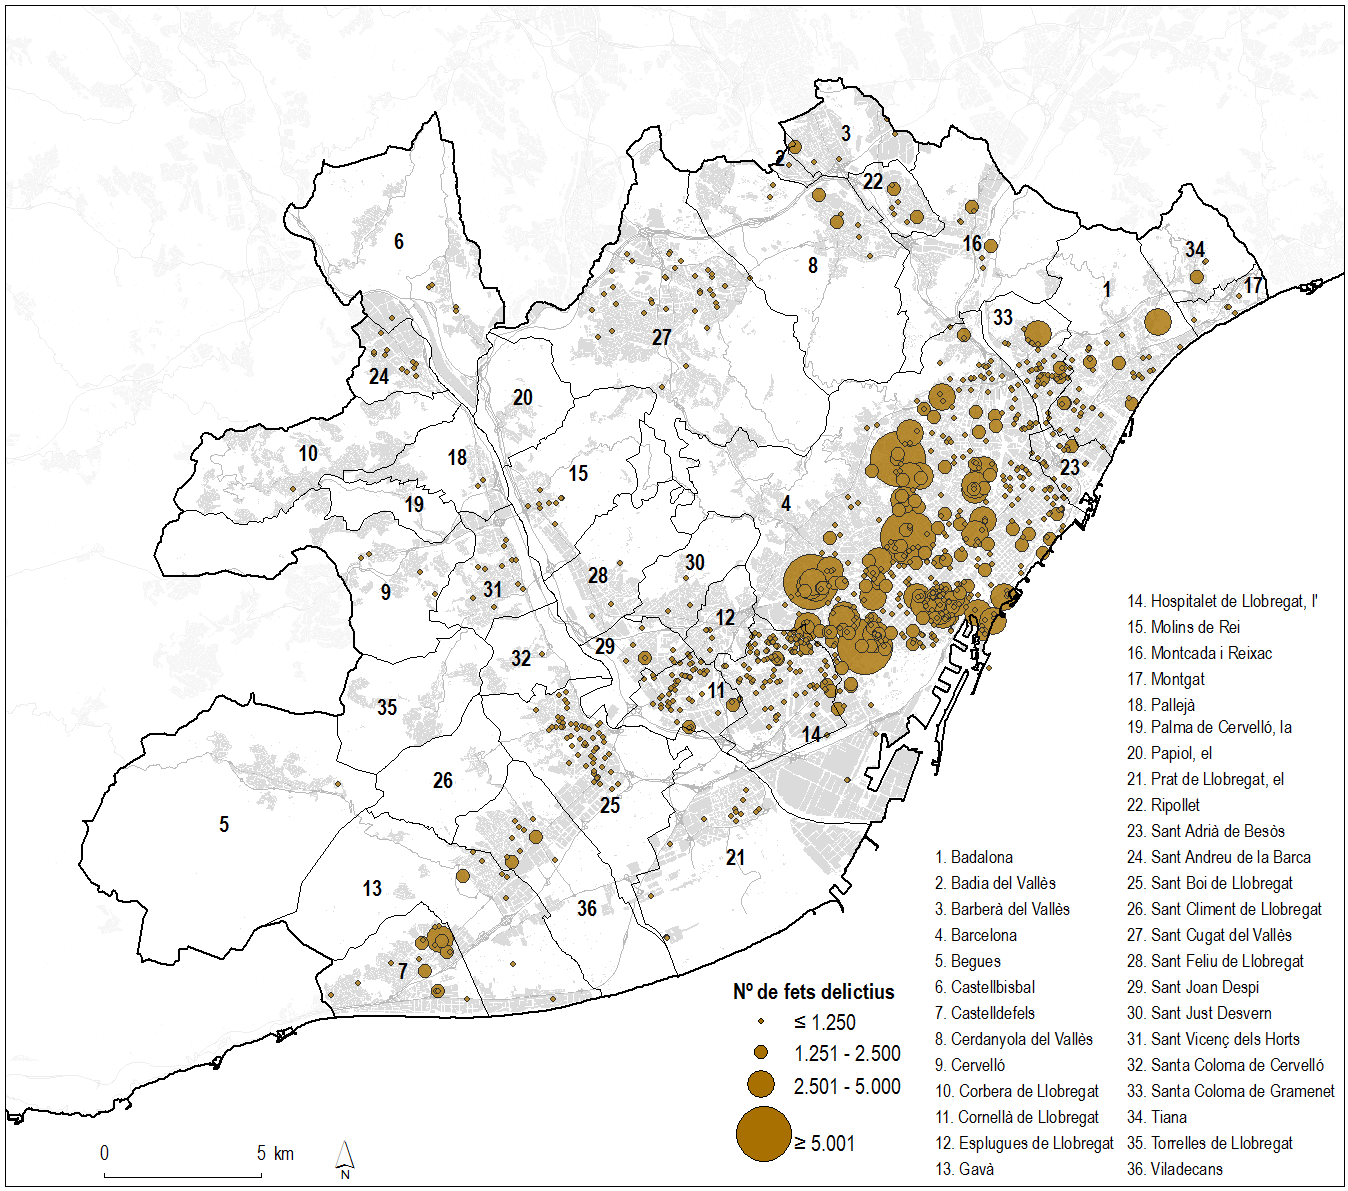 3
2
22
34
6
16
8
17
1
33
27
24
20
10
18
15
23
19
4
30
28
9
31
12
29
32
11
35
14
26
25
5
21
13
36
7
Nº de fets delictius
≤ 1.250
1.251 - 2.500
2.501 - 5.000
≥ 5.001
0 5 km
N
1. Badalona
2. Badia del Vallès
3. Barberà del Vallès
4. Barcelona
5. Begues
6. Castellbisbal
7. Castelldefels
8. Cerdanyola del Vallès
9. Cervelló
10. Corbera de Llobregat
11. Cornellà de Llobregat
12. Esplugues de Llobregat
13. Gavà
14. Hospitalet de Llobregat, l'
15. Molins de Rei
16. Montcada i Reixac
17. Montgat
18. Pallejà
19. Palma de Cervelló, la
20. Papiol, el
21. Prat de Llobregat, el
22. Ripollet
23. Sant Adrià de Besòs
24. Sant Andreu de la Barca
25. Sant Boi de Llobregat
26. Sant Climent de Llobregat
27. Sant Cugat del Vallès
28. Sant Feliu de Llobregat
29. Sant Joan Despi
30. Sant Just Desvern
31. Sant Vicenç dels Horts
32. Santa Coloma de Cervelló
33. Santa Coloma de Gramenet
34. Tiana
35. Torrelles de Llobregat
36. Viladecans